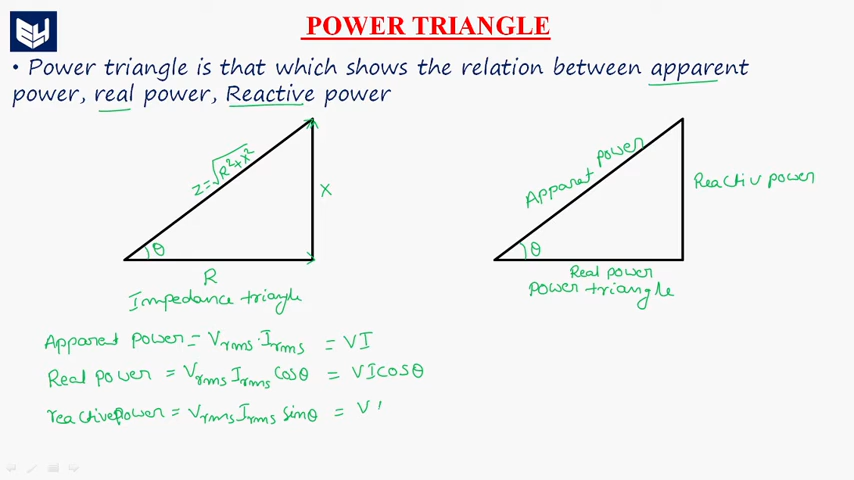 POWER TRIANGLE
• Power triangle is that which shows the relation between apparent
power, real power, Reactive power
Z=√R²+X²
X
θ
R
Impedance triangle
Apparent power
Reactiv power
θ
Real power
Power triangle
Apparent power = Vrms·Irms = VI
Real power = Vrms Irms cosθ = VIcosθ
reactivepower = Vrms Irms sinθ = V